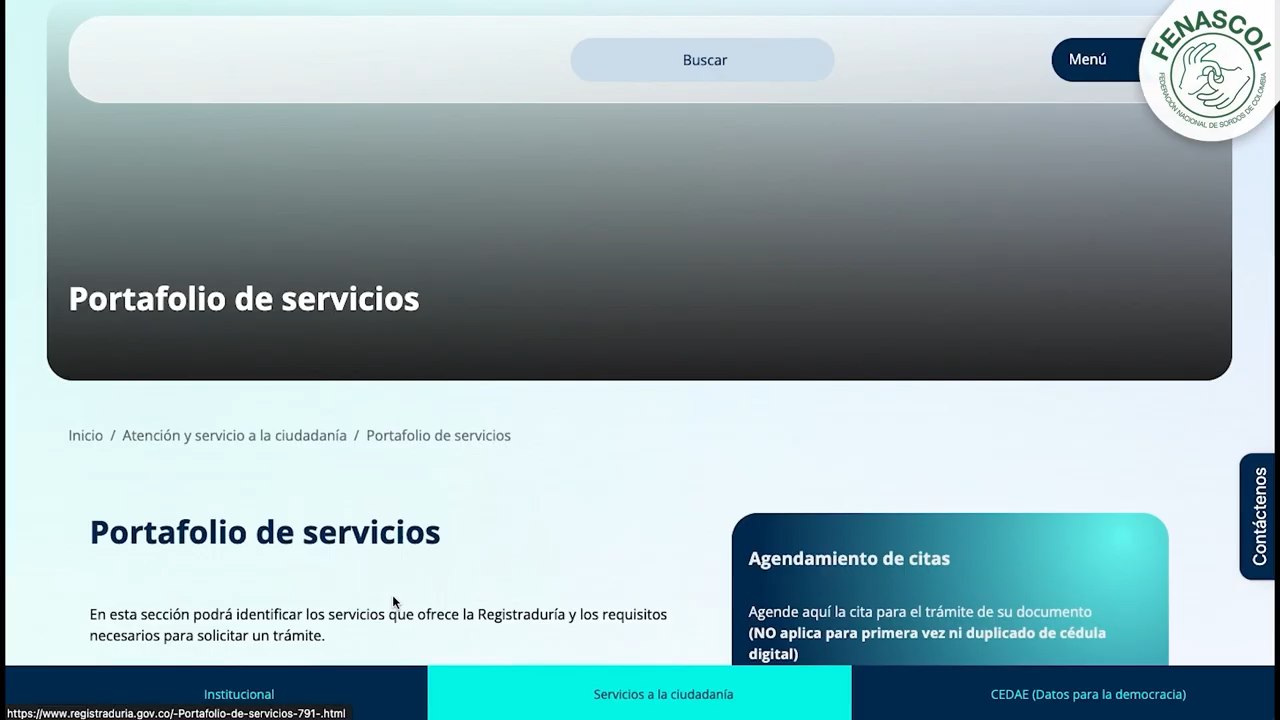 FENASCOL
FEDERACIÓN NACIONAL DE SORDOS DE COLOMBIA
Buscar
Menú
Portafolio de servicios
Inicio / Atención y servicio a la ciudadanía / Portafolio de servicios
Contáctenos
Portafolio de servicios
En esta sección podrá identificar los servicios que ofrece la Registraduría y los requisitos
necesarios para solicitar un trámite.
Agendamiento de citas
Agende aquí la cita para el trámite de su documento
(NO aplica para primera vez ni duplicado de cédula
digital)
Institucional
Servicios a la ciudadanía
CEDAE (Datos para la democracia)
https://www.registraduria.gov.co/-Portafolio-de-servicios-791-.html